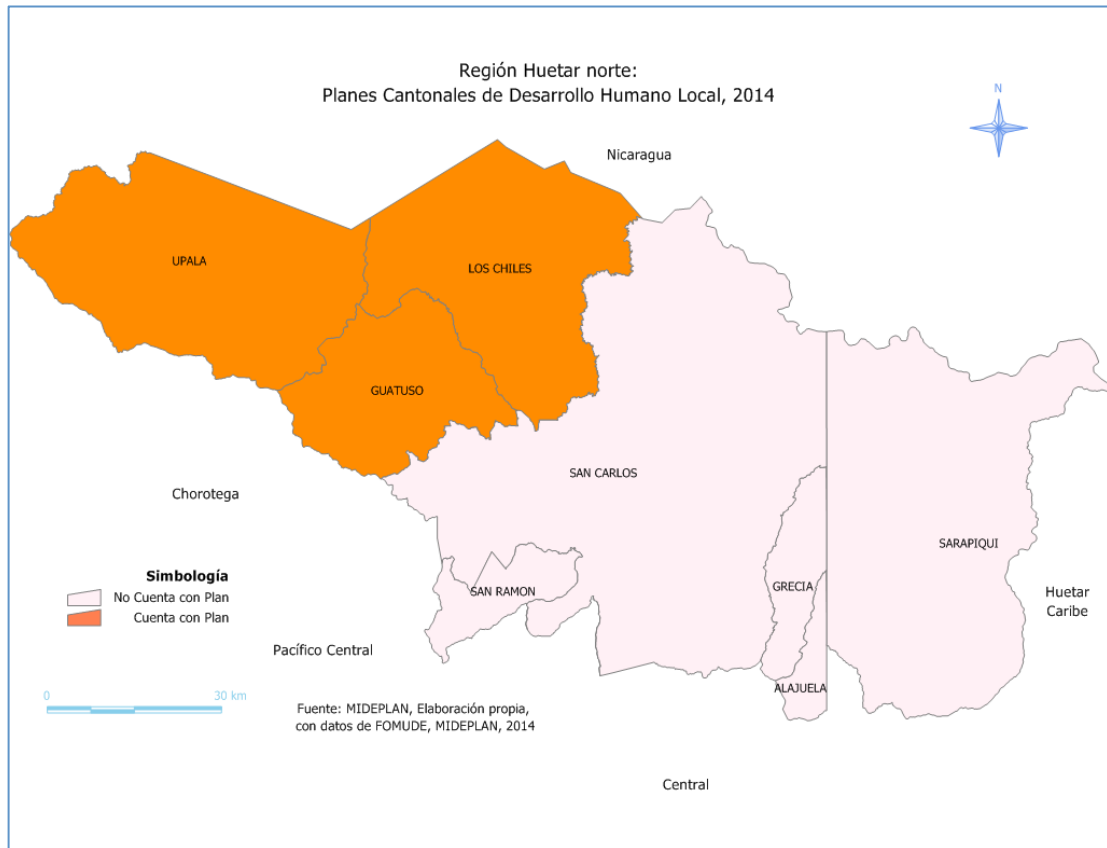 Región Huetar norte:
Planes Cantonales de Desarrollo Humano Local, 2014
N
Nicaragua
UPALA
LOS CHILES
GUATUSO
SAN CARLOS
Chorotega
SARAPIQUI
Simbología
No Cuenta con Plan
Cuenta con Plan
SAN RAMON
GRECIA
Huetar
Caribe
Pacífico Central
ALAJUELA
0 30 km
Fuente: MIDEPLAN, Elaboración propia,
con datos de FOMUDE, MIDEPLAN, 2014
Central